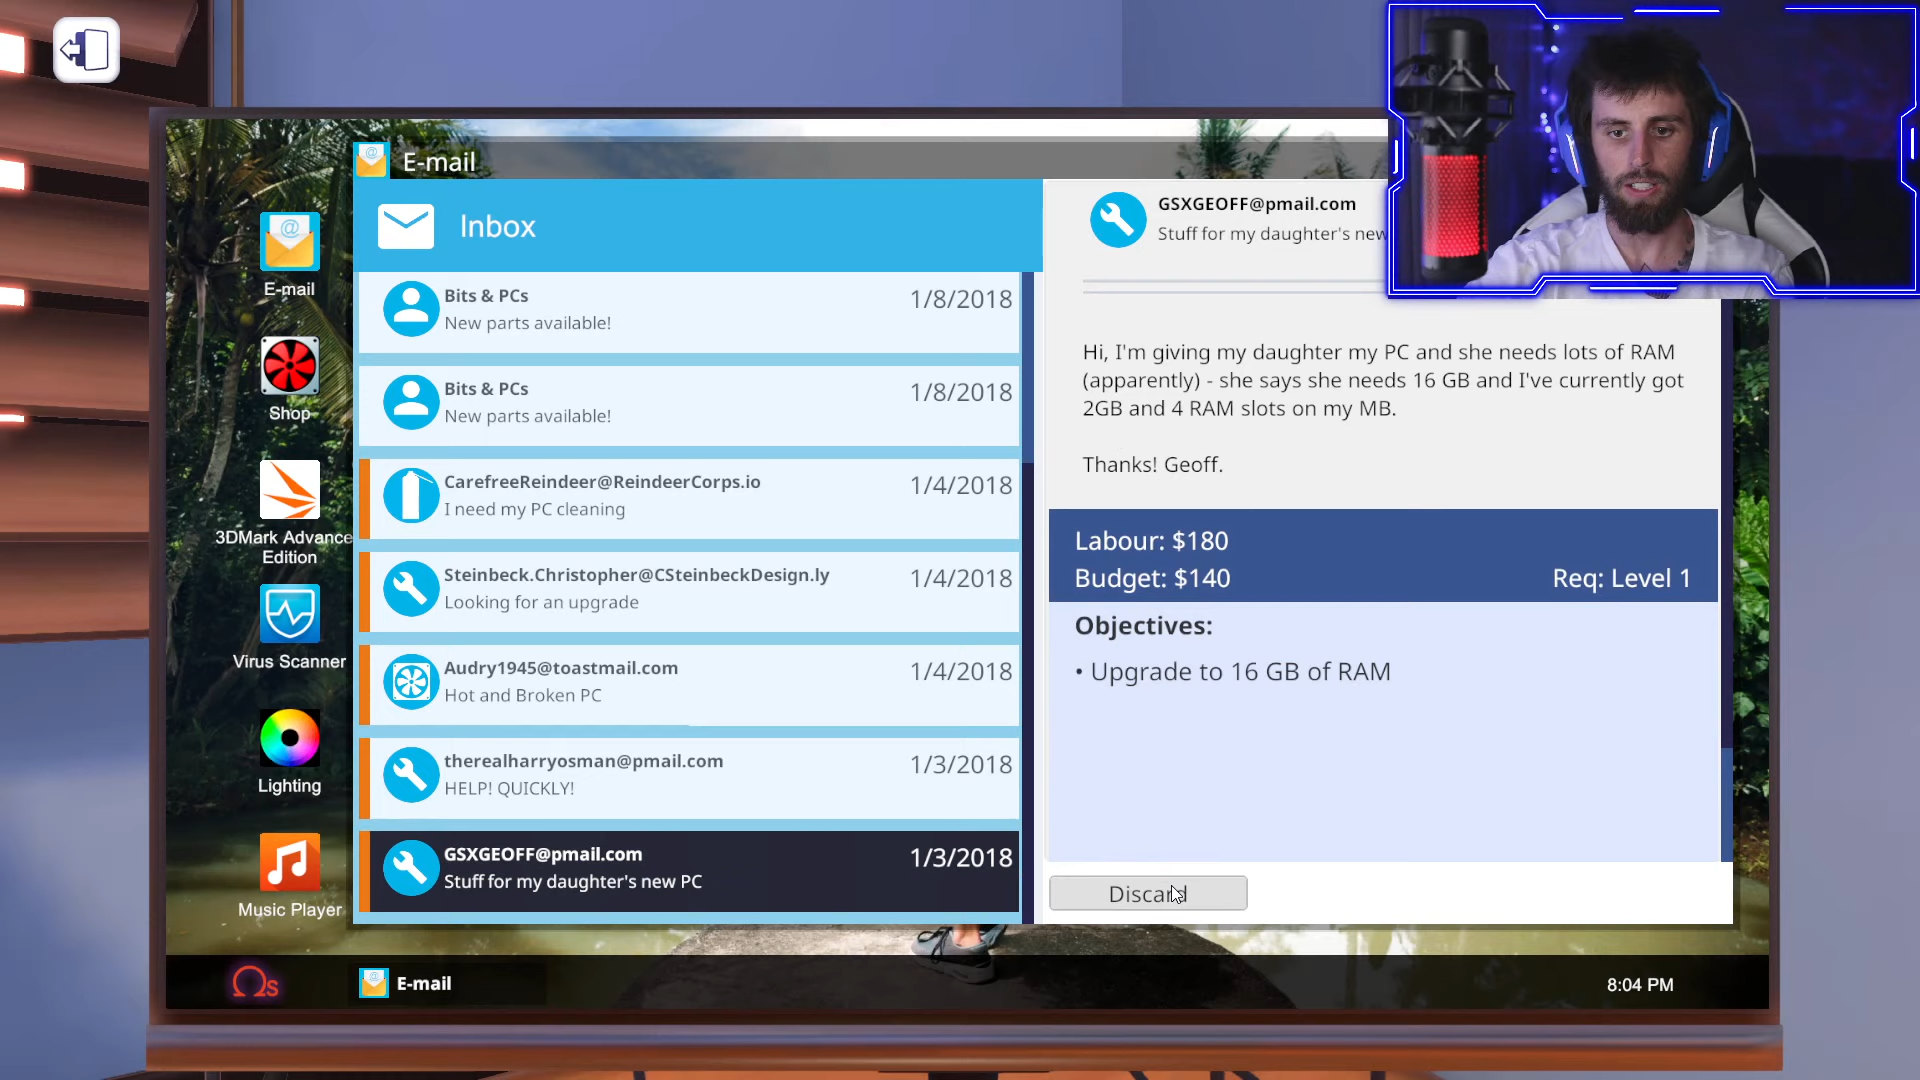 E-mail
Inbox
Bits & PCs
1/8/2018
New parts available!
Bits & PCs
1/8/2018
New parts available!
CarefreeReindeer@ReindeerCorps.io
1/4/2018
I need my PC cleaning
Steinbeck.Christopher@CSteinbeckDesign.ly
1/4/2018
Looking for an upgrade
Audry1945@toastmail.com
1/4/2018
Hot and Broken PC
therealharryosman@pmail.com
1/3/2018
HELP! QUICKLY!
GSXGEOFF@pmail.com
1/3/2018
Stuff for my daughter's new PC
GSXGEOFF@pmail.com
Stuff for my daughter's new
Hi, I'm giving my daughter my PC and she needs lots of RAM
(apparently) - she says she needs 16 GB and I've currently got
2GB and 4 RAM slots on my MB.
Thanks! Geoff.
Labour: $180
Budget: $140
Req: Level 1
Objectives:
• Upgrade to 16 GB of RAM
Discard
E-mail
Shop
3DMark Advance
Edition
Virus Scanner
Lighting
Music Player
Ωs
E-mail
8:04 PM